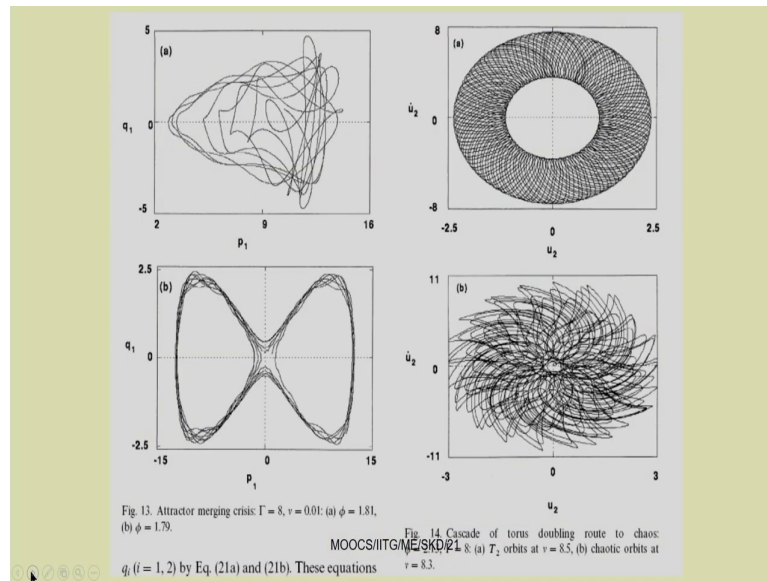 5
(a)
q₁
0
-5
2
9
16
p₁
2.5
(b)
q₁
0
-2.5
-15
0
15
p₁
Fig. 13. Attractor merging crisis: Γ = 8, ν = 0.01: (a) ϕ = 1.81,
(b) ϕ = 1.79.
qᵢ (i = 1, 2) by Eq. (21a) and (21b). These equations
8
(a)
u̇₂
0
-8
-2.5
0
2.5
u₂
11
(b)
u̇₂
0
-11
-3
0
3
u₂
Fig. 14. Cascade of torus doubling route to chaos:
= 8: (a) T₂ orbits at ν = 8.5, (b) chaotic orbits at
ν = 8.3.
MOOCS/IITG/ME/SKD/21